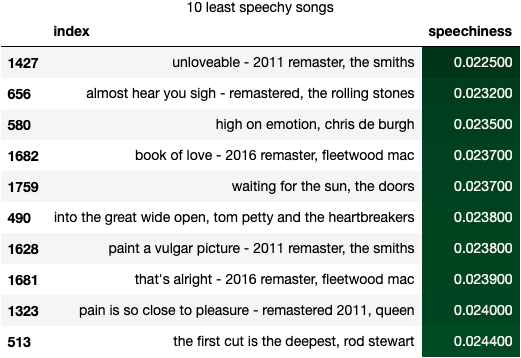 10 least speechy songs
index speechiness
1427 unloveable - 2011 remaster, the smiths 0.022500
656 almost hear you sigh - remastered, the rolling stones 0.023200
580 high on emotion, chris de burgh 0.023500
1682 book of love - 2016 remaster, fleetwood mac 0.023700
1759 waiting for the sun, the doors 0.023700
490 into the great wide open, tom petty and the heartbreakers 0.023800
1628 paint a vulgar picture - 2011 remaster, the smiths 0.023800
1681 that's alright - 2016 remaster, fleetwood mac 0.023900
1323 pain is so close to pleasure - remastered 2011, queen 0.024000
513 the first cut is the deepest, rod stewart 0.024400